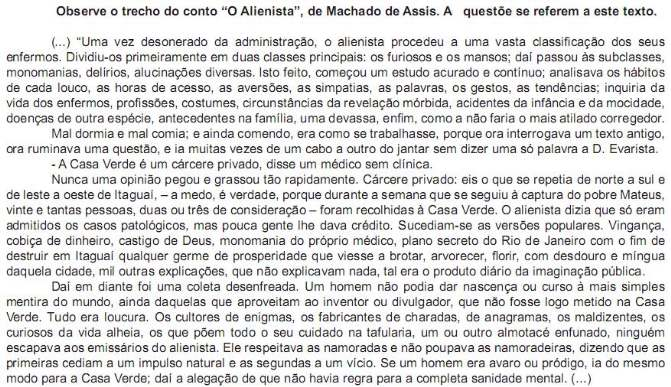 Observe o trecho do conto “O Alienista”, de Machado de Assis. A questõe se referem a este texto.
(...) “Uma vez desonerado da administração, o alienista procedeu a uma vasta classificação dos seus
enfermos. Dividiu-os primeiramente em duas classes principais: os furiosos e os mansos; daí passou às subclasses,
monomanias, delírios, alucinações diversas. Isto feito, começou um estudo acurado e contínuo; analisava os hábitos
de cada louco, as horas de acesso, as aversões, as simpatias, as palavras, os gestos, as tendências; inquiria da
vida dos enfermos, profissões, costumes, circunstâncias da revelação mórbida, acidentes da infância e da mocidade,
doenças de outra espécie, antecedentes na família, uma devassa, enfim, como a não faria o mais atilado corregedor.
Mal dormia e mal comia; e ainda comendo, era como se trabalhasse, porque ora interrogava um texto antigo,
ora ruminava uma questão, e ia muitas vezes de um cabo a outro do jantar sem dizer uma só palavra a D. Evarista.
- A Casa Verde é um cárcere privado, disse um médico sem clínica.
Nunca uma opinião pegou e grassou tão rapidamente. Cárcere privado: eis o que se repetia de norte a sul e
de leste a oeste de Itaguaí, – a medo, é verdade, porque durante a semana que se seguiu à captura do pobre Mateus,
vinte e tantas pessoas, duas ou três de consideração – foram recolhidas à Casa Verde. O alienista dizia que só eram
admitidos os casos patológicos, mas pouca gente lhe dava crédito. Sucediam-se as versões populares. Vingança,
cobiça de dinheiro, castigo de Deus, monomania do próprio médico, plano secreto do Rio de Janeiro com o fim de
destruir em Itaguaí qualquer germe de prosperidade que viesse a brotar, arvorecer, florir, com desdouro e míngua
daquela cidade, mil outras explicações, que não explicavam nada, tal era o produto diário da imaginação pública.
Daí em diante foi uma coleta desenfreada. Um homem não podia dar nascença ou curso à mais simples
mentira do mundo, ainda daquelas que aproveitam ao inventor ou divulgador, que não fosse logo metido na Casa
Verde. Tudo era loucura. Os cultores de enigmas, os fabricantes de charadas, de anagramas, os maldizentes, os
curiosos da vida alheia, os que põem todo o seu cuidado na tafularia, um ou outro almotacé enfunado, ninguém
escapava aos emissários do alienista. Ele respeitava as namoradas e não poupava as namoradeiras, dizendo que as
primeiras cediam a um impulso natural e as segundas a um vício. Se um homem era avaro ou pródigo, ia do mesmo
modo para a Casa Verde; daí a alegação de que não havia regra para a completa sanidade mental. (...)